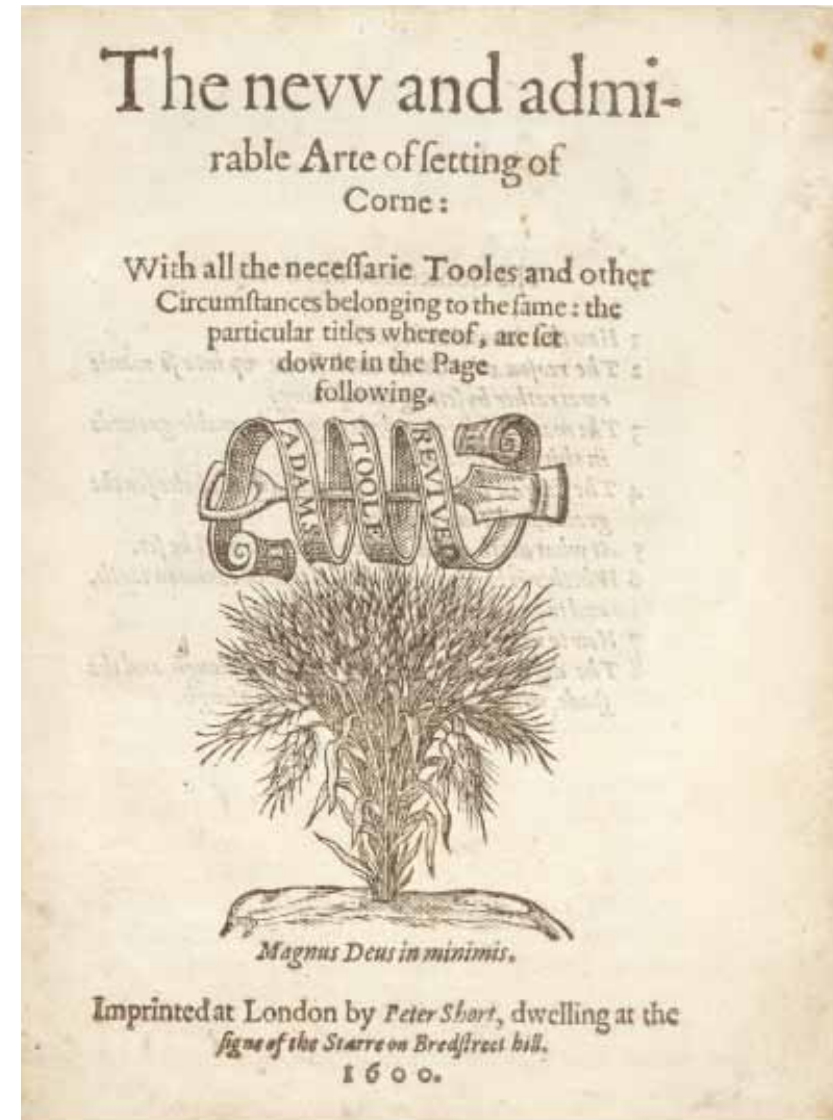 The nevv and admi-
rable Arte of ſetting of
Corne:
With all the neceſſarie Tooles and other
Circumſtances belonging to the ſame: the
particular titles whereof, are ſet
downe in the Page
following.
ADAMS TOOLE REVIVED
Magnus Deus in minimis.
Imprinted at London by Peter Short, dwelling at the
ſigne of the Starre on Bredſtreet hill.
1600.